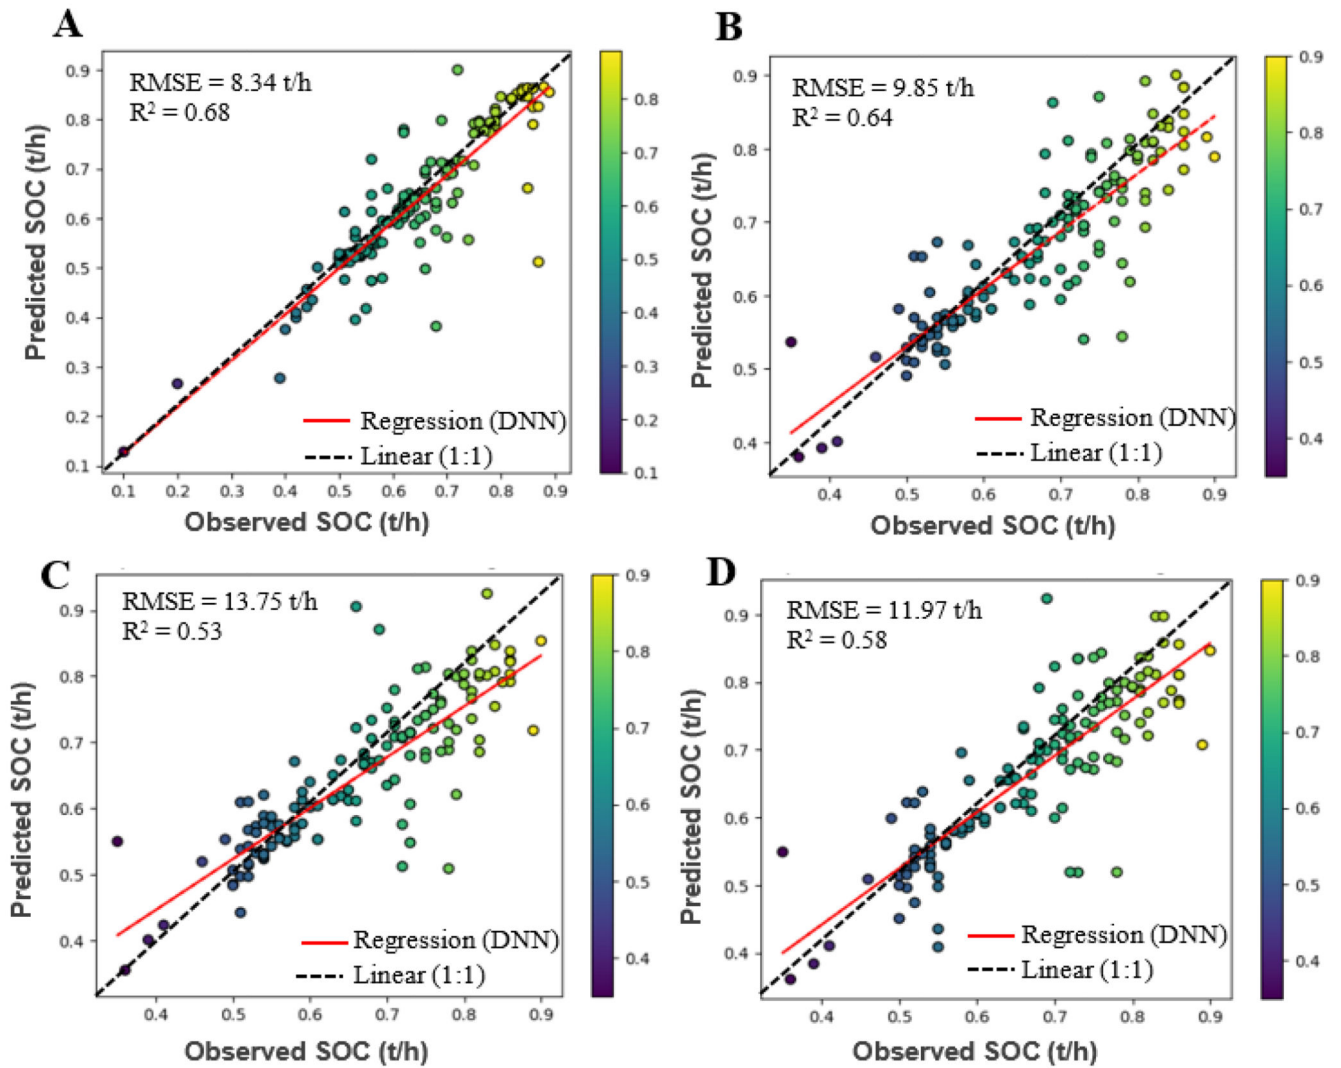 A
RMSE = 8.34 t/h
R² = 0.68
Predicted SOC (t/h)
0.9
0.8
0.7
0.6
0.5
0.4
0.3
0.2
0.1
Regression (DNN)
Linear (1:1)
0.1 0.2 0.3 0.4 0.5 0.6 0.7 0.8 0.9
Observed SOC (t/h)
0.8
0.7
0.6
0.5
0.4
0.3
0.2
0.1
B
RMSE = 9.85 t/h
R² = 0.64
Predicted SOC (t/h)
0.9
0.8
0.7
0.6
0.5
0.4
Regression (DNN)
Linear (1:1)
0.4 0.5 0.6 0.7 0.8 0.9
Observed SOC (t/h)
0.9
0.8
0.7
0.6
0.5
0.4
C
RMSE = 13.75 t/h
R² = 0.53
Predicted SOC (t/h)
0.9
0.8
0.7
0.6
0.5
0.4
Regression (DNN)
Linear (1:1)
0.4 0.5 0.6 0.7 0.8 0.9
Observed SOC (t/h)
0.9
0.8
0.7
0.6
0.5
0.4
D
RMSE = 11.97 t/h
R² = 0.58
Predicted SOC (t/h)
0.9
0.8
0.7
0.6
0.5
0.4
Regression (DNN)
Linear (1:1)
0.4 0.5 0.6 0.7 0.8 0.9
Observed SOC (t/h)
0.9
0.8
0.7
0.6
0.5
0.4